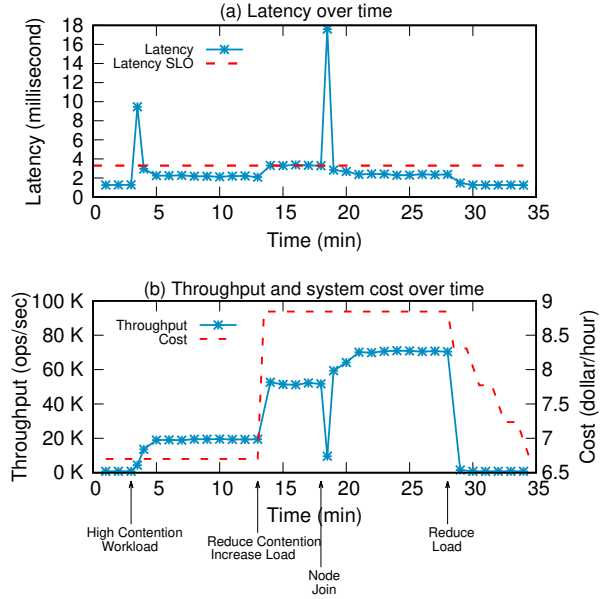 (a) Latency over time
Latency (millisecond)
18
16
14
12
10
8
6
4
2
0
Latency
Latency SLO
0 5 10 15 20 25 30 35
Time (min)
(b) Throughput and system cost over time
Throughput (ops/sec)
100 K
80 K
60 K
40 K
20 K
0 K
Throughput
Cost
9
8.5
8
7.5
7
6.5
Cost (dollar/hour)
0 5 10 15 20 25 30 35
Time (min)
High Contention
Workload
Reduce Contention
Increase Load
Node
Join
Reduce
Load